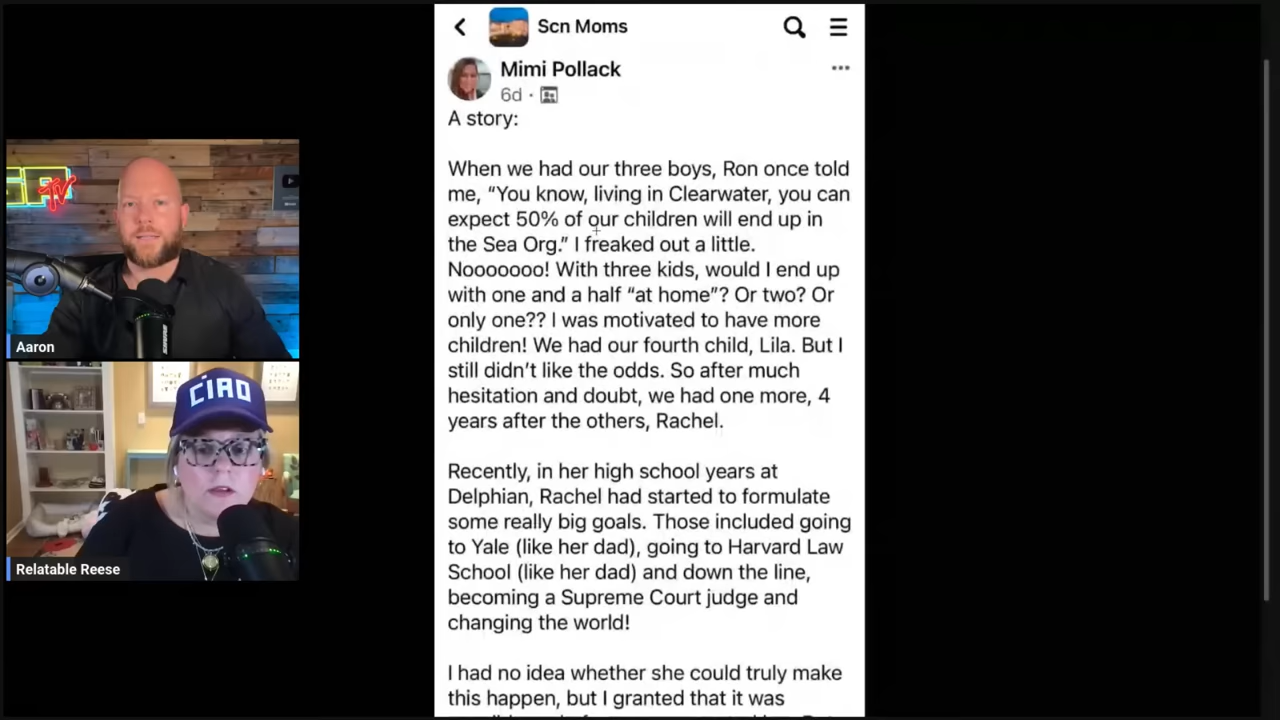 Scn Moms
Mimi Pollack
6d ·
A story:
When we had our three boys, Ron once told
me, “You know, living in Clearwater, you can
expect 50% of our children will end up in
the Sea Org.” I freaked out a little.
Nooooooo! With three kids, would I end up
with one and a half “at home”? Or two? Or
only one?? I was motivated to have more
children! We had our fourth child, Lila. But I
still didn’t like the odds. So after much
hesitation and doubt, we had one more, 4
years after the others, Rachel.
Recently, in her high school years at
Delphian, Rachel had started to formulate
some really big goals. Those included going
to Yale (like her dad), going to Harvard Law
School (like her dad) and down the line,
becoming a Supreme Court judge and
changing the world!
I had no idea whether she could truly make
this happen, but I granted that it was
TV
Aaron
CIAO
Relatable Reese